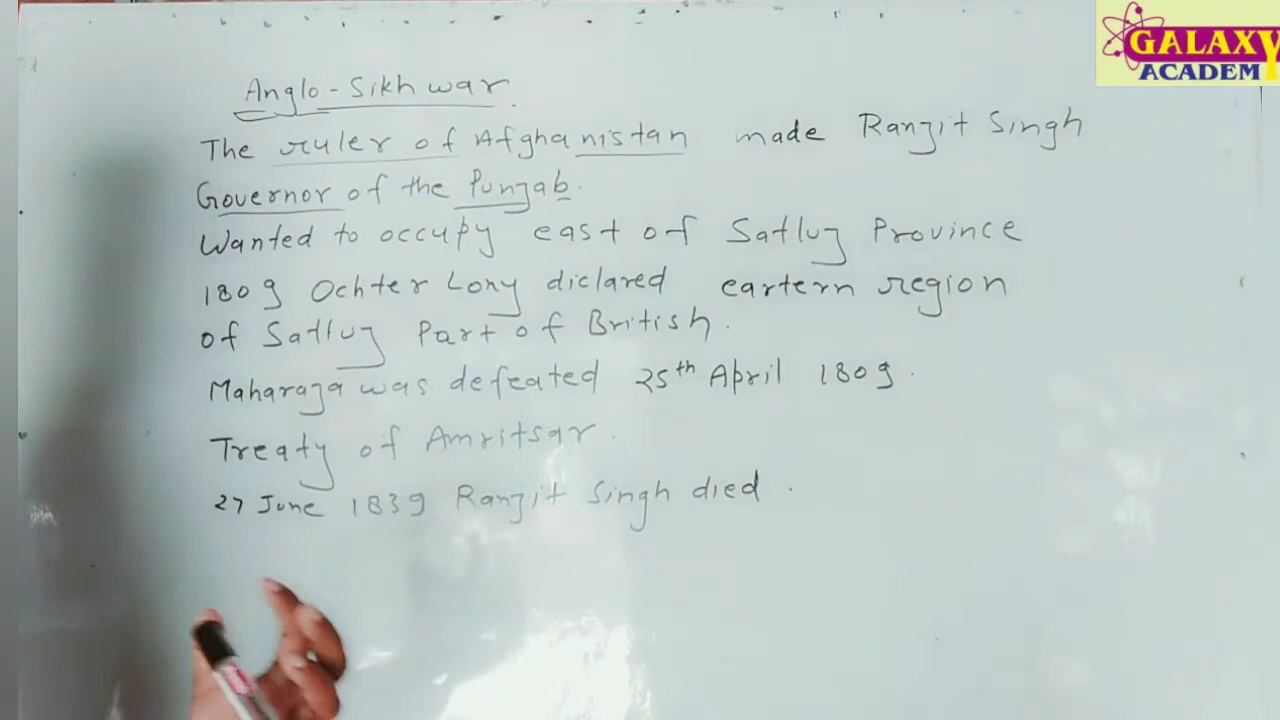 GALAXY
ACADEM
Anglo-Sikh war.
The ruler of Afghanistan made Ranjit Singh
Governor of the Punjab.
Wanted to occupy east of Satluj Province
1809 Ochter Lony diclared eartern region
of Satluj Part of British.
Maharaja was defeated 25th April 1809.
Treaty of Amritsar.
27 June 1839 Ranjit Singh died.